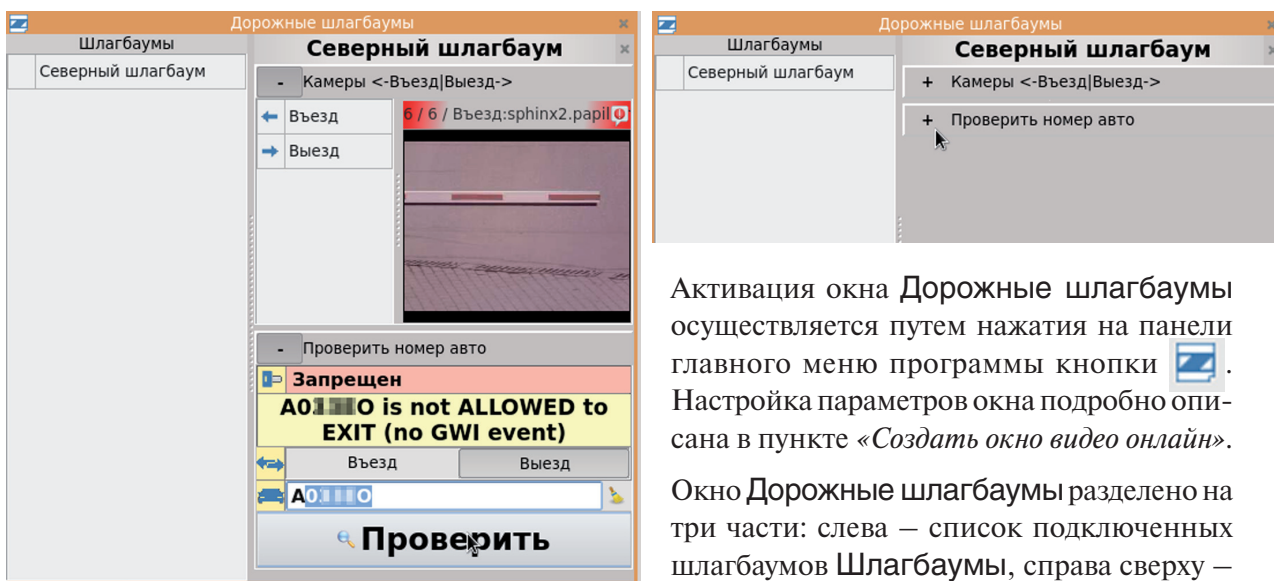 Дорожные шлагбаумы
Шлагбаумы
Северный шлагбаум
Северный шлагбаум
- Камеры <-Въезд|Выезд->
Въезд
6 / 6 / Въезд:sphinx2.papil
Выезд
- Проверить номер авто
Запрещен
is not ALLOWED to
EXIT (no GWI event)
Въезд Выезд
Проверить
Дорожные шлагбаумы
Шлагбаумы
Северный шлагбаум
Северный шлагбаум
+ Камеры <-Въезд|Выезд->
+ Проверить номер авто
Активация окна Дорожные шлагбаумы
осуществляется путем нажатия на панели
главного меню программы кнопки .
Настройка параметров окна подробно опи-
сана в пункте «Создать окно видео онлайн».
Окно Дорожные шлагбаумы разделено на
три части: слева – список подключенных
шлагбаумов Шлагбаумы, справа сверху –